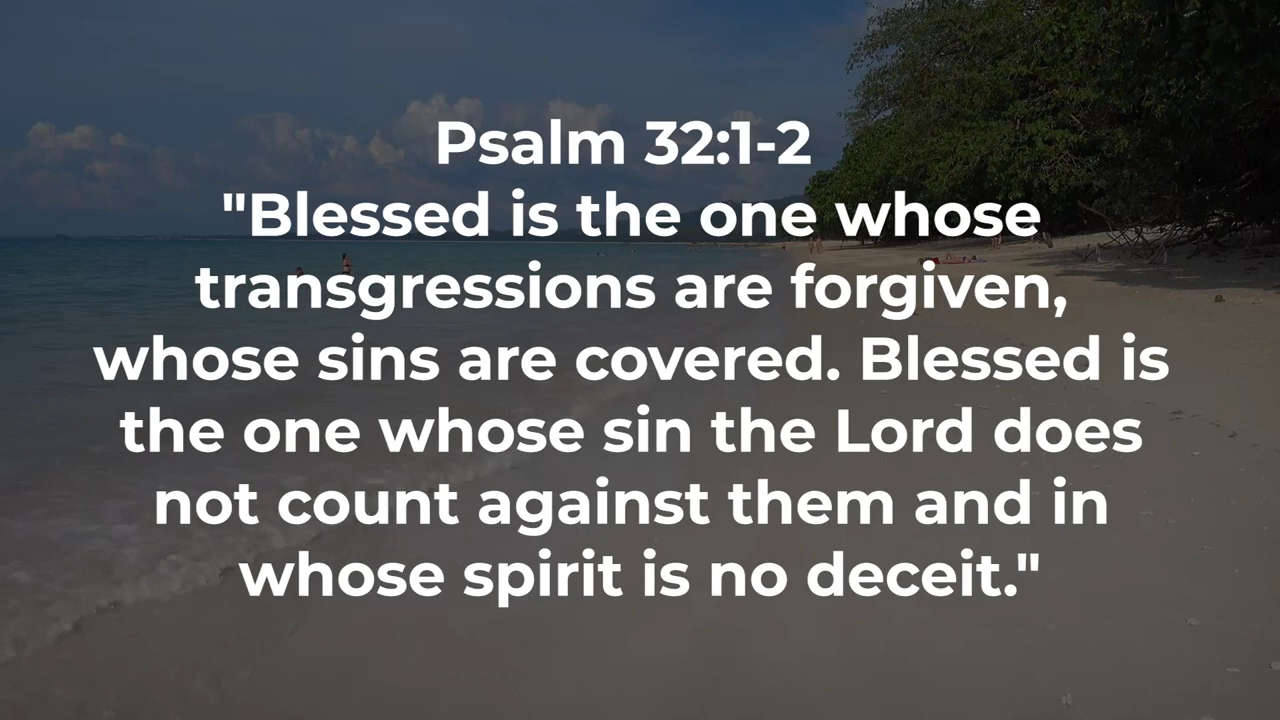 Psalm 32:1-2
"Blessed is the one whose
transgressions are forgiven,
whose sins are covered. Blessed is
the one whose sin the Lord does
not count against them and in
whose spirit is no deceit."